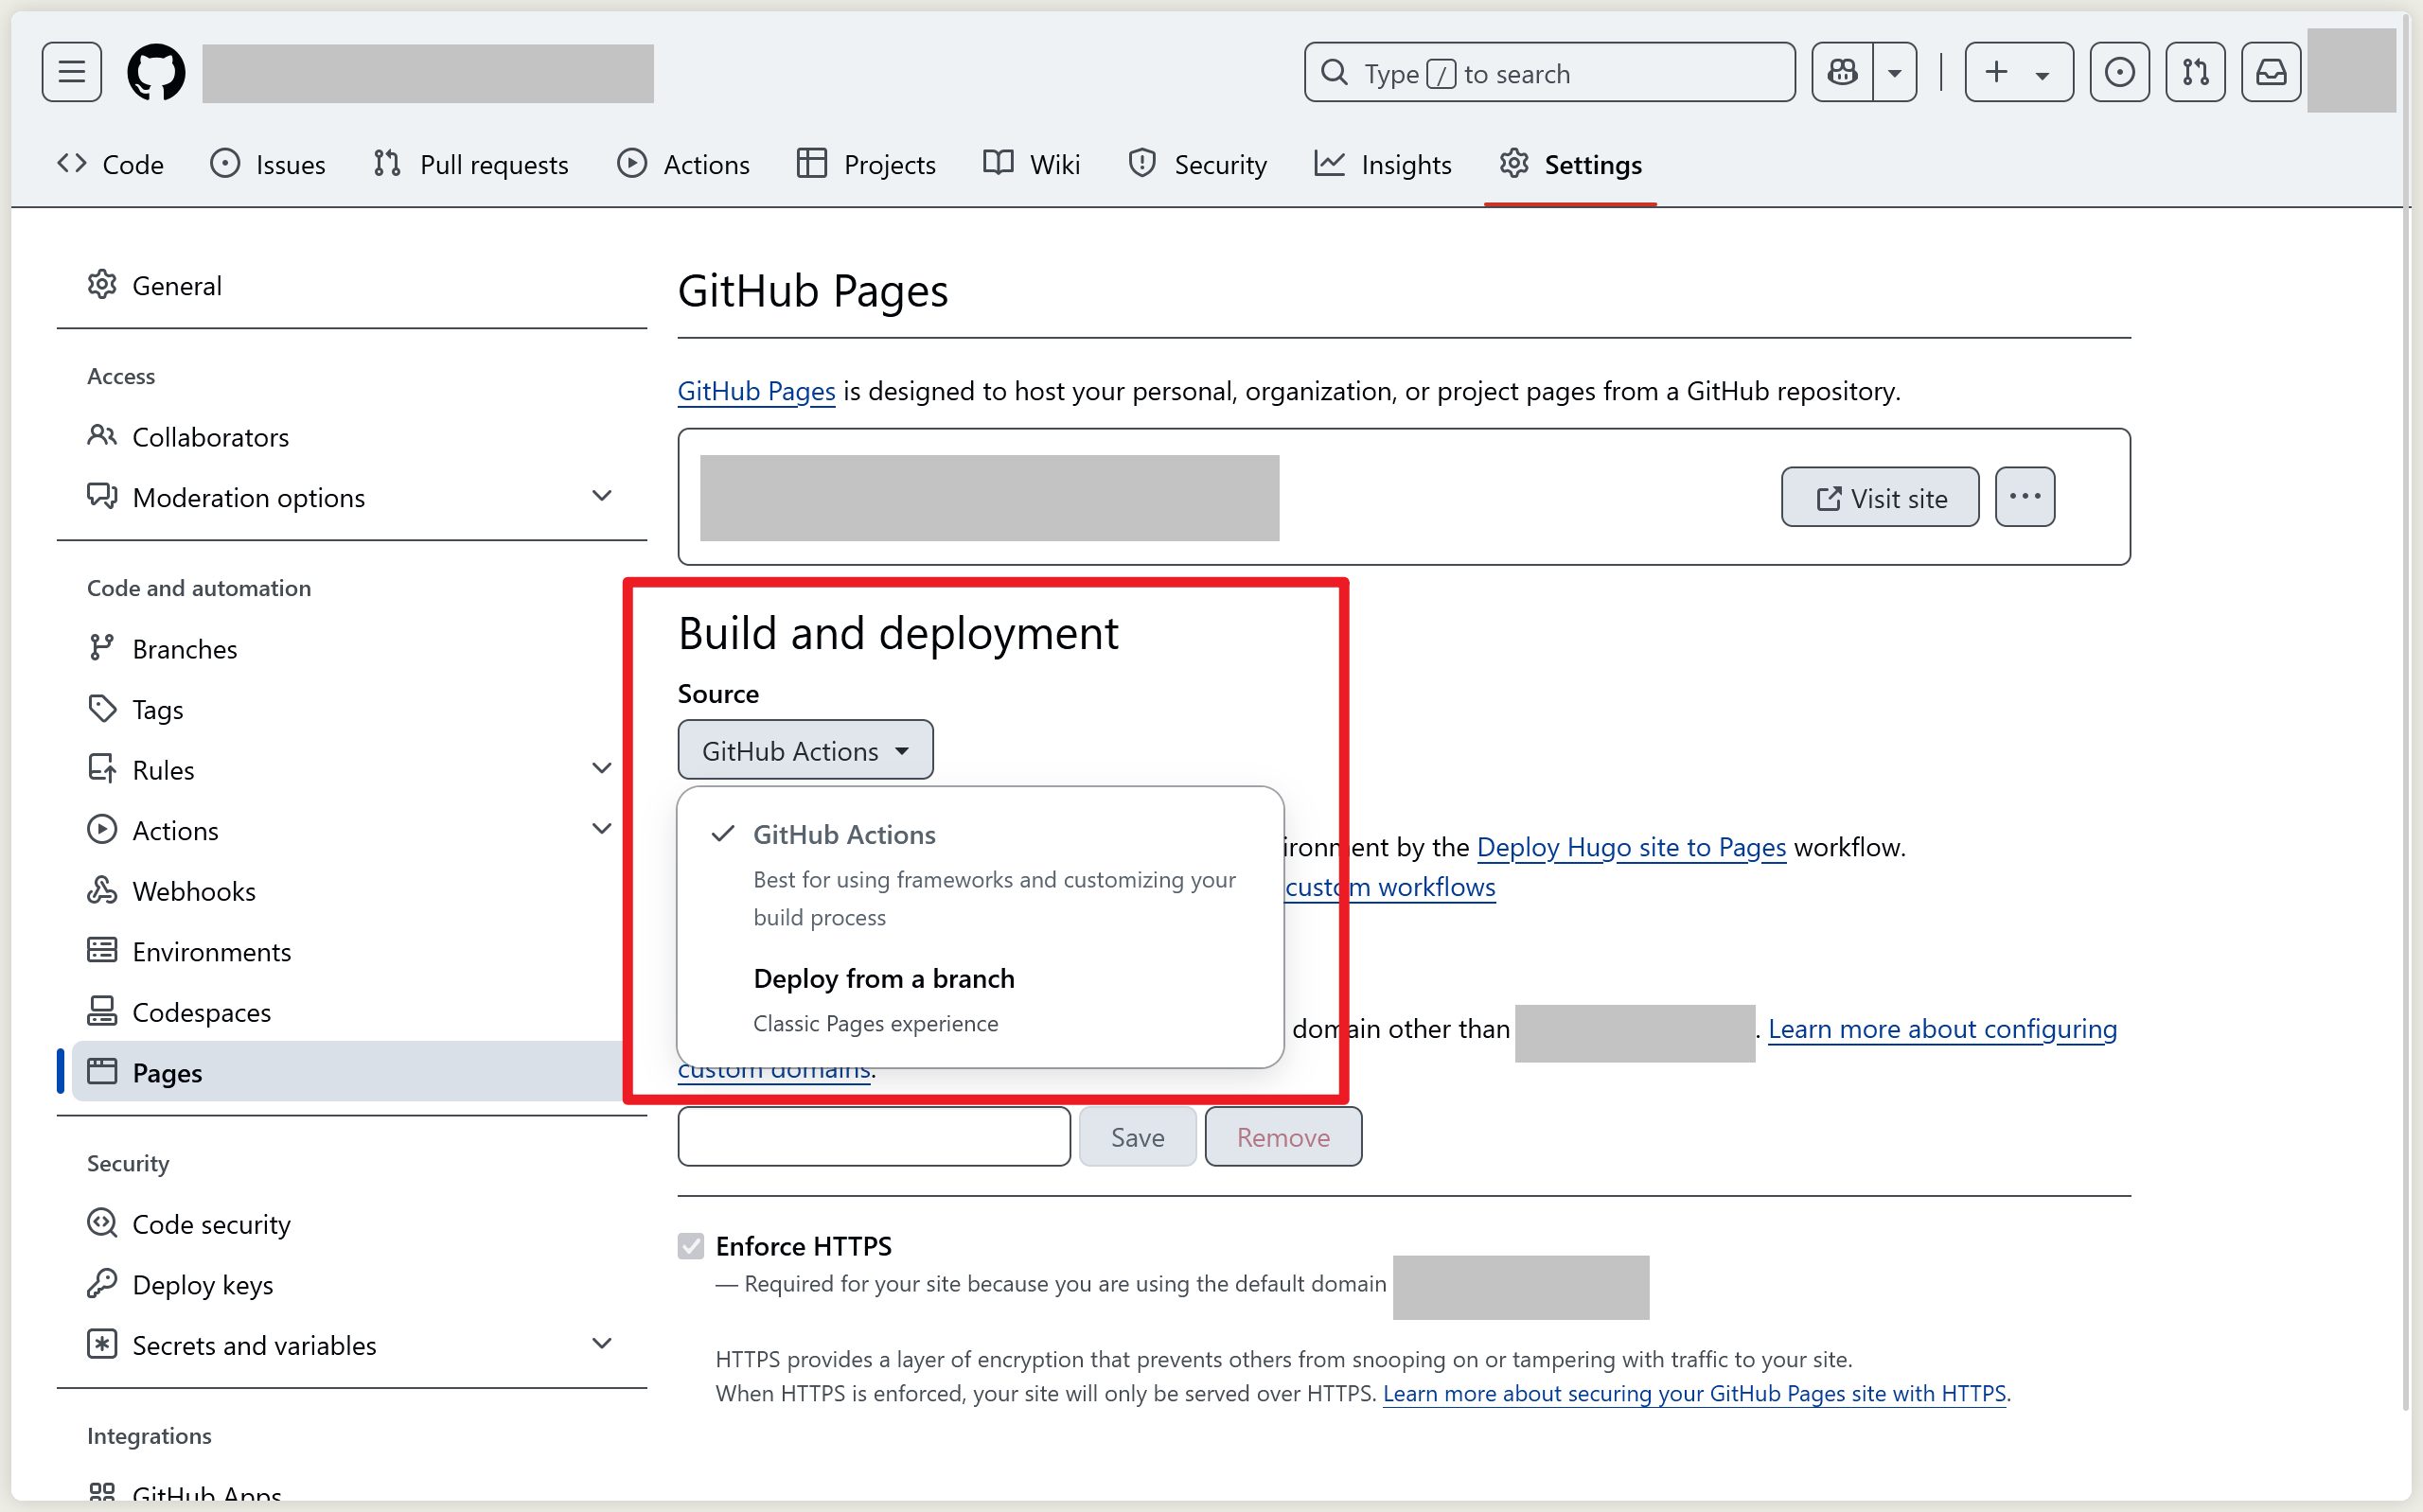 Type / to search
Code
Issues
Pull requests
Actions
Projects
Wiki
Security
Insights
Settings
General
Access
Collaborators
Moderation options
Code and automation
Branches
Tags
Rules
Actions
Webhooks
Environments
Codespaces
Pages
Security
Code security
Deploy keys
Secrets and variables
Integrations
GitHub Apps
GitHub Pages
GitHub Pages is designed to host your personal, organization, or project pages from a GitHub repository.
Visit site
Build and deployment
Source
GitHub Actions
GitHub Actions
Best for using frameworks and customizing your
build process
Deploy from a branch
Classic Pages experience
ment by the Deploy Hugo site to Pages workflow.
custom workflows
domain other than . Learn more about configuring
custom domains.
Save
Remove
Enforce HTTPS
— Required for your site because you are using the default domain
HTTPS provides a layer of encryption that prevents others from snooping on or tampering with traffic to your site.
When HTTPS is enforced, your site will only be served over HTTPS. Learn more about securing your GitHub Pages site with HTTPS.